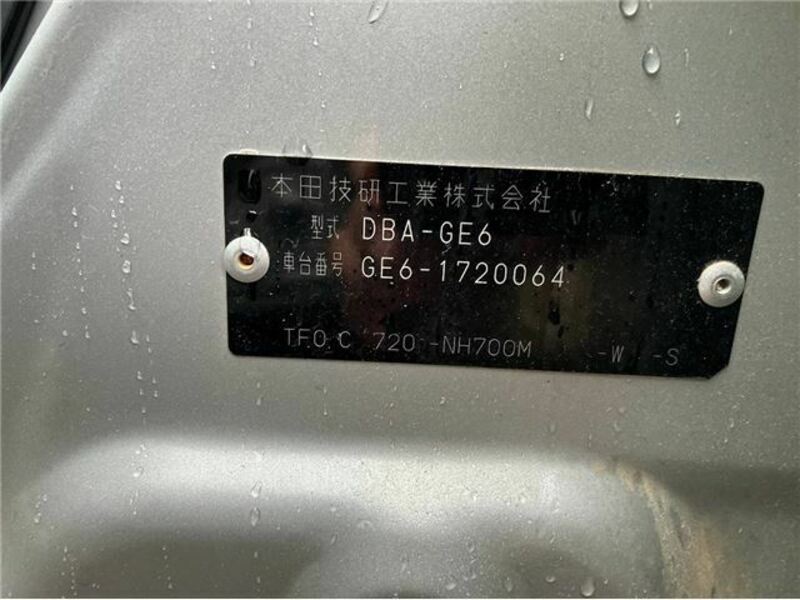 本田技研工業株式会社
型式 DBA-GE6
車台番号 GE6-1720064
TF0 C 720 -NH700M -W -S